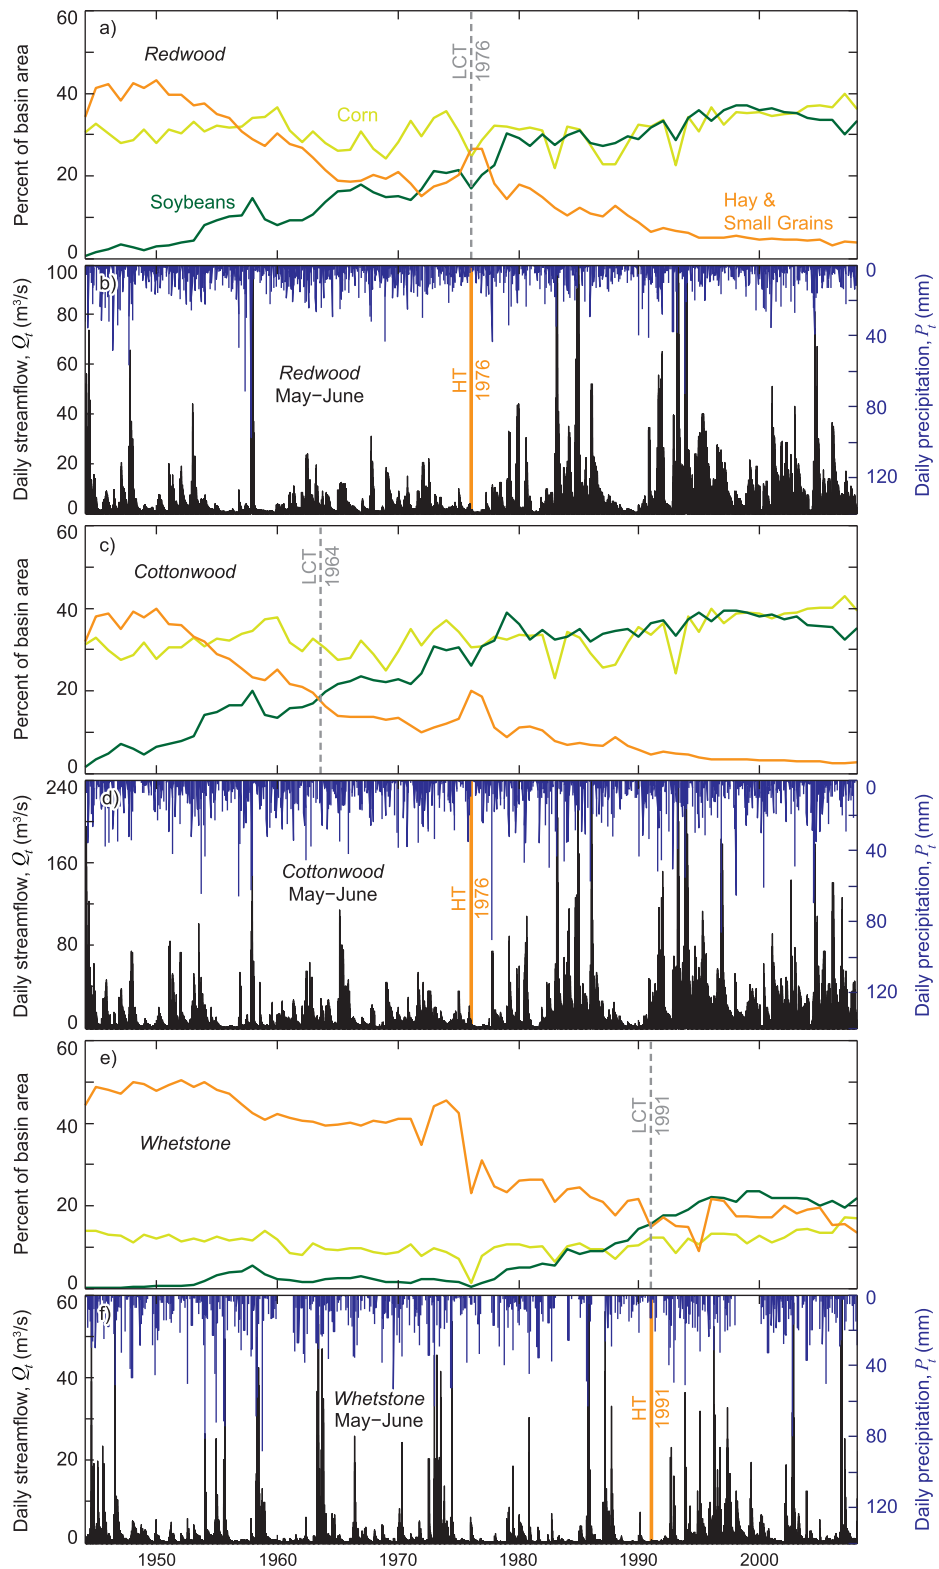 a)
Redwood
LCT
1976
Corn
Soybeans
Hay &
Small Grains
Percent of basin area
60
40
20
0
b)
Redwood
May–June
HT
1976
Daily streamflow, Qt (m³/s)
100
80
60
40
20
0
Daily precipitation, Pt (mm)
0
40
80
120
c)
Cottonwood
LCT
1964
Percent of basin area
60
40
20
0
d)
Cottonwood
May–June
HT
1976
Daily streamflow, Qt (m³/s)
240
160
80
0
Daily precipitation, Pt (mm)
0
40
80
120
e)
Whetstone
LCT
1991
Percent of basin area
60
40
20
0
f)
Whetstone
May–June
HT
1991
Daily streamflow, Qt (m³/s)
60
40
20
0
Daily precipitation, Pt (mm)
0
40
80
120
1950 1960 1970 1980 1990 2000